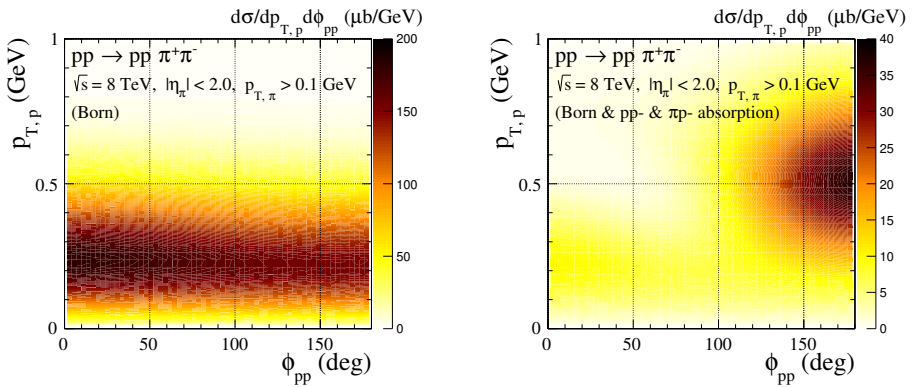 dσ/dp_{T, p}dϕ_{pp} (μb/GeV)
p_{T, p} (GeV)
1
0.5
0
pp → pp π⁺π⁻
√s = 8 TeV, |η_π| < 2.0, p_{T, π} > 0.1 GeV
(Born)
200
150
100
50
0
0 50 100 150
ϕ_{pp} (deg)
dσ/dp_{T, p}dϕ_{pp} (μb/GeV)
p_{T, p} (GeV)
1
0.5
0
pp → pp π⁺π⁻
√s = 8 TeV, |η_π| < 2.0, p_{T, π} > 0.1 GeV
(Born & pp- & πp- absorption)
40
35
30
25
20
15
10
5
0
0 50 100 150
ϕ_{pp} (deg)